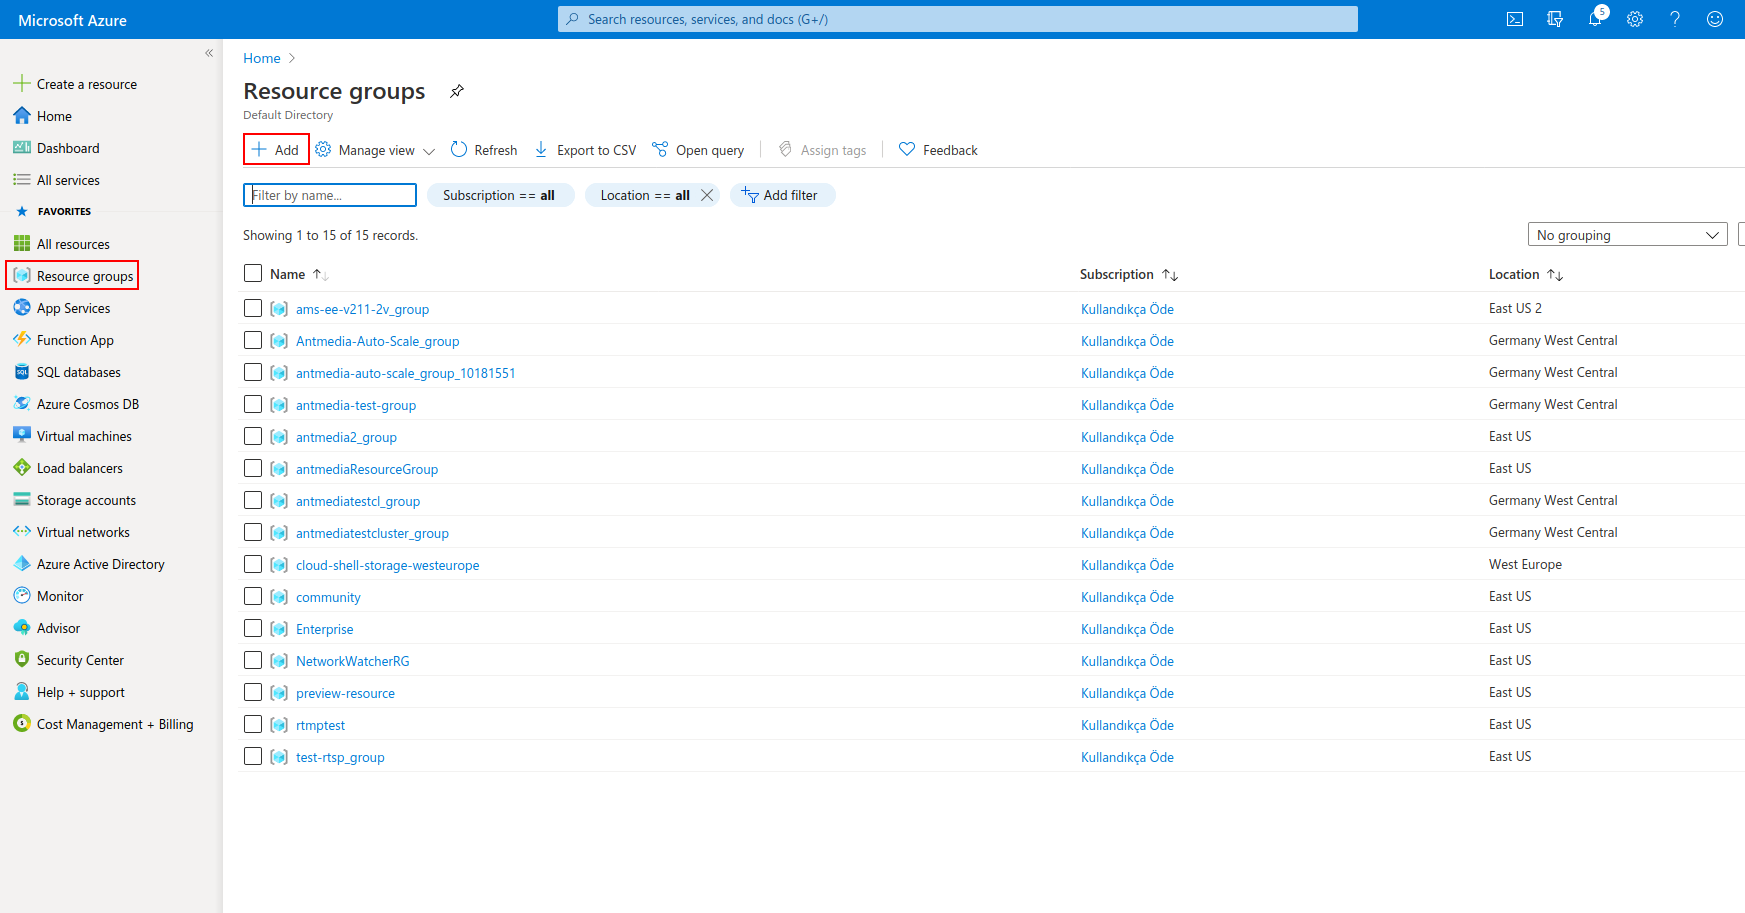 Microsoft Azure
Search resources, services, and docs (G+/)
5
Create a resource
Home
Dashboard
All services
FAVORITES
All resources
Resource groups
App Services
Function App
SQL databases
Azure Cosmos DB
Virtual machines
Load balancers
Storage accounts
Virtual networks
Azure Active Directory
Monitor
Advisor
Security Center
Help + support
Cost Management + Billing
Home
Resource groups
Default Directory
Add Manage view Refresh Export to CSV Open query Assign tags Feedback
Filter by name... Subscription == all Location == all Add filter
Showing 1 to 15 of 15 records. No grouping
Name Subscription Location
ams-ee-v211-2v_group Kullandıkça Öde East US 2
Antmedia-Auto-Scale_group Kullandıkça Öde Germany West Central
antmedia-auto-scale_group_10181551 Kullandıkça Öde Germany West Central
antmedia-test-group Kullandıkça Öde Germany West Central
antmedia2_group Kullandıkça Öde East US
antmediaResourceGroup Kullandıkça Öde East US
antmediatestcl_group Kullandıkça Öde Germany West Central
antmediatestcluster_group Kullandıkça Öde Germany West Central
cloud-shell-storage-westeurope Kullandıkça Öde West Europe
community Kullandıkça Öde East US
Enterprise Kullandıkça Öde East US
NetworkWatcherRG Kullandıkça Öde East US
preview-resource Kullandıkça Öde East US
rtmptest Kullandıkça Öde East US
test-rtsp_group Kullandıkça Öde East US